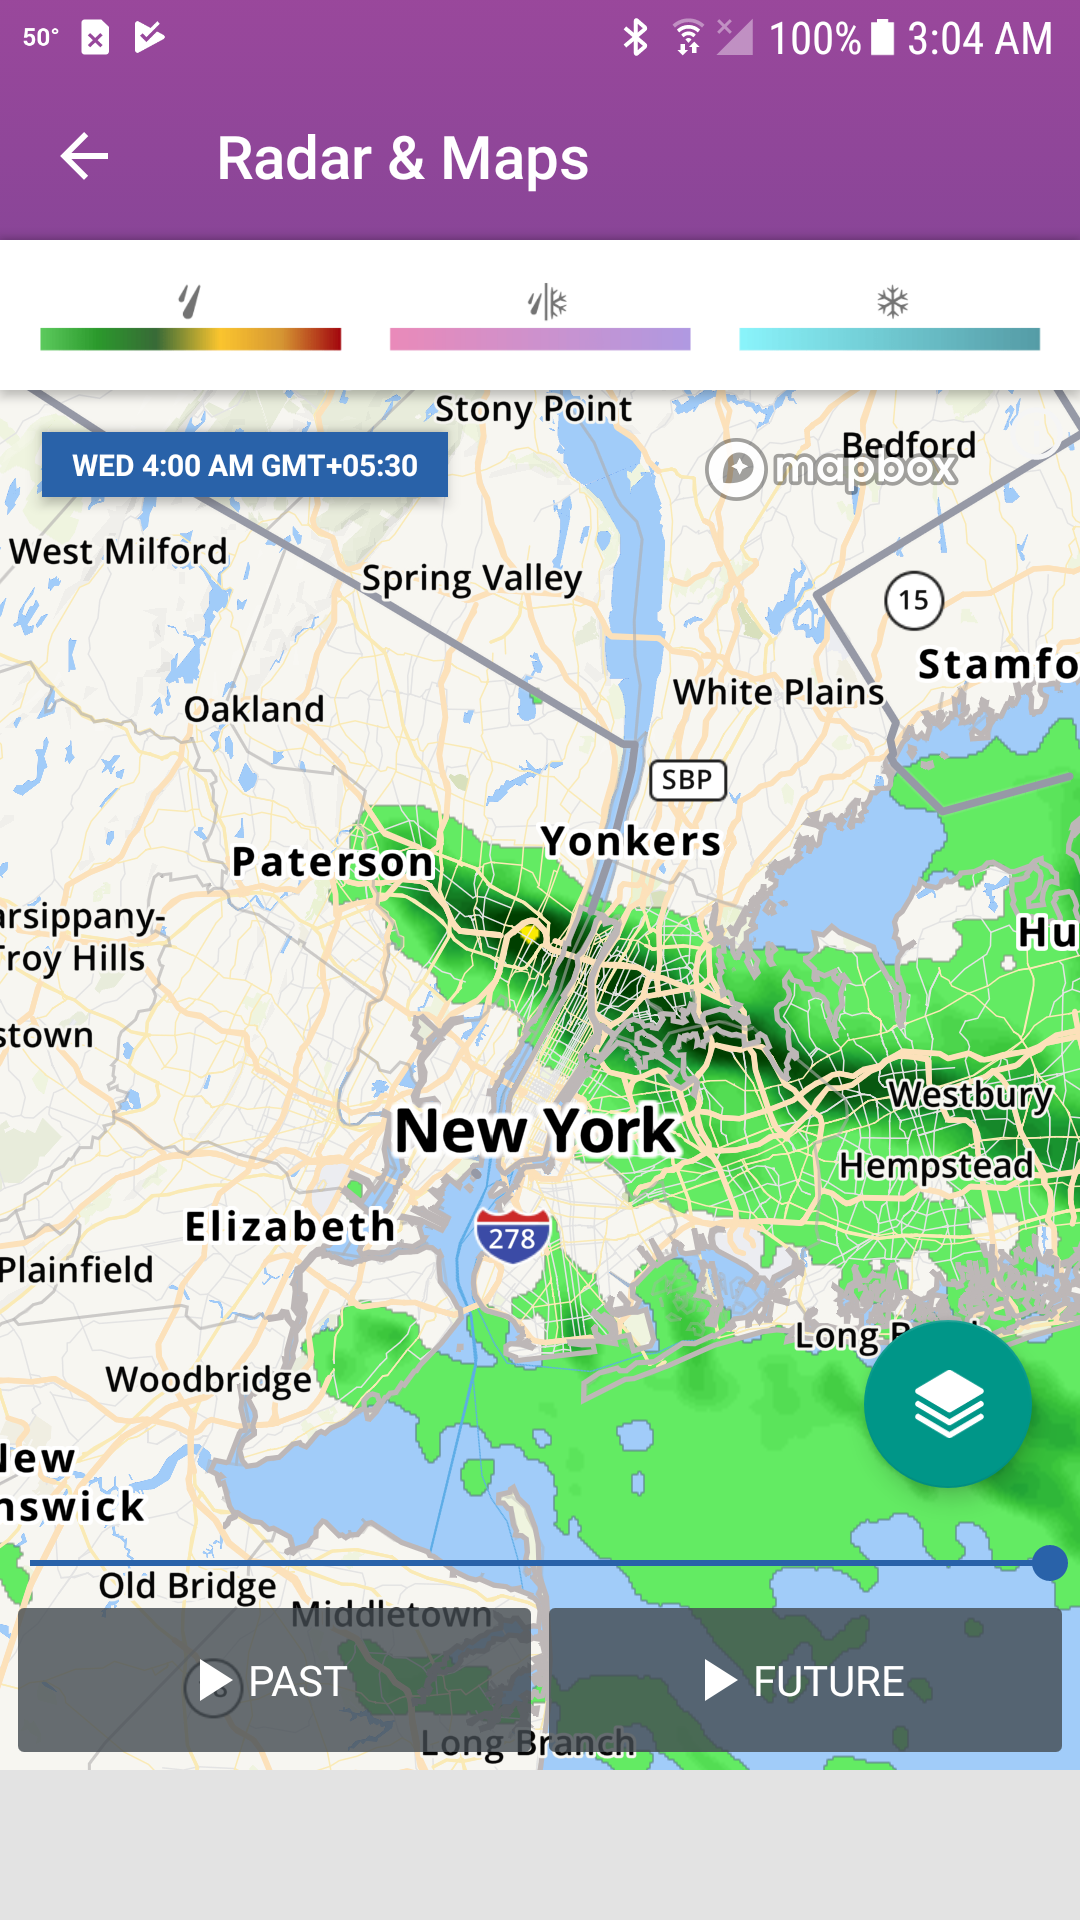 50°
100%
3:04 AM
Radar & Maps
Stony Point
Bedford
WED 4:00 AM GMT+05:30
mapbox
West Milford
Spring Valley
15
Stamfo
White Plains
Oakland
SBP
Yonkers
Paterson
arsippany-
Troy Hills
Hu
stown
Westbury
New York
Hempstead
Elizabeth
278
Plainfield
Long
Woodbridge
New
nswick
Old Bridge
Middletown
PAST
FUTURE
Long Branch